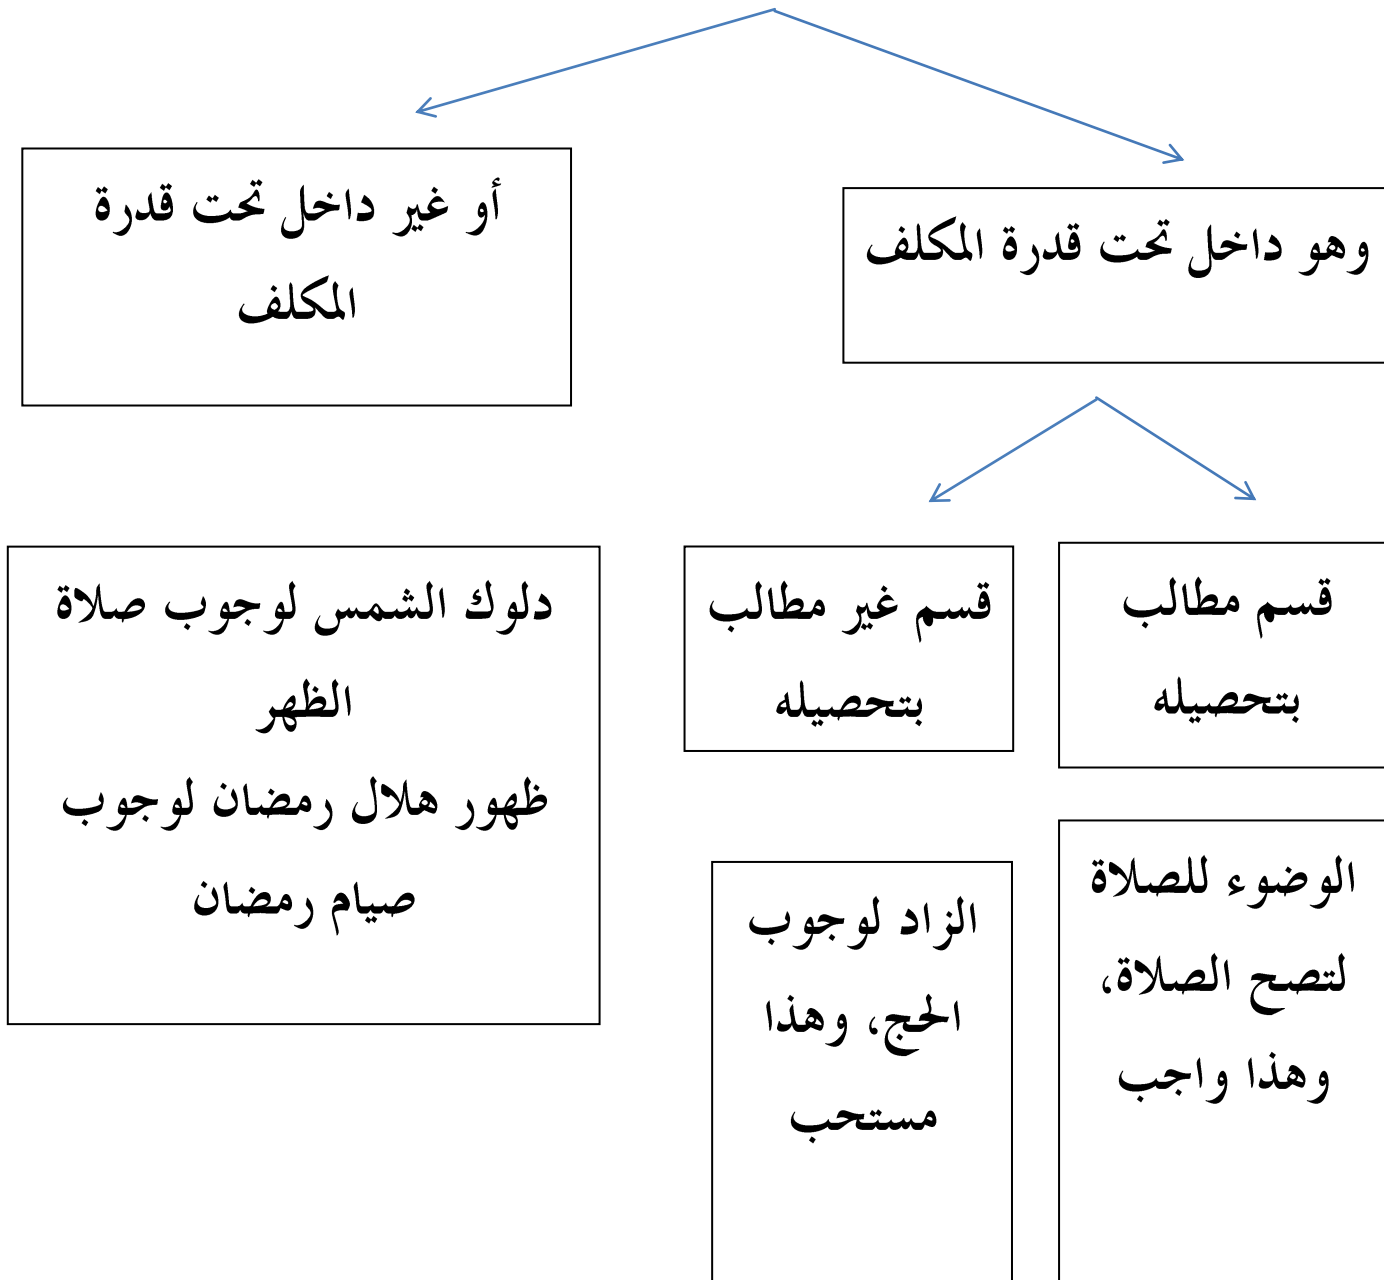 وهو داخل تحت قدرة المكلف
أو غير داخل تحت قدرة
المكلف
قسم مطالب
بتحصيله
قسم غير مطالب
بتحصيله
دلوك الشمس لوجوب صلاة
الظهر
ظهور هلال رمضان لوجوب
صيام رمضان
الوضوء للصلاة
لتصح الصلاة،
وهذا واجب
الزاد لوجوب
الحج، وهذا
مستحب